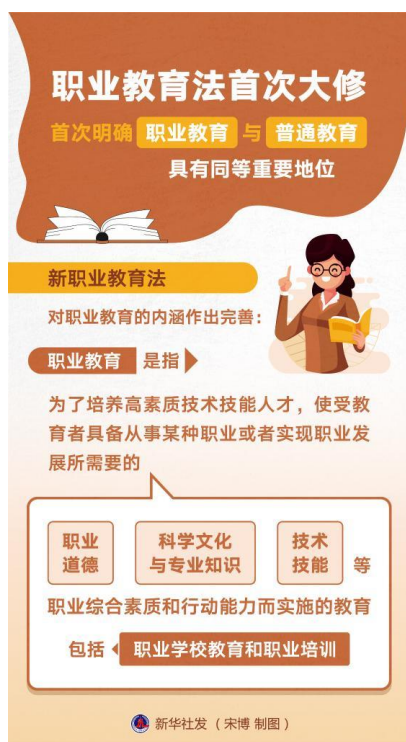 职业教育法首次大修
首次明确 职业教育 与 普通教育
具有同等重要地位
新职业教育法
对职业教育的内涵作出完善：
职业教育 是指
为了培养高素质技术技能人才，使受教
育者具备从事某种职业或者实现职业发
展所需要的
职业
道德
科学文化
与专业知识
技术
技能
等
职业综合素质和行动能力而实施的教育
包括 职业学校教育和职业培训
新华社发（宋博 制图）